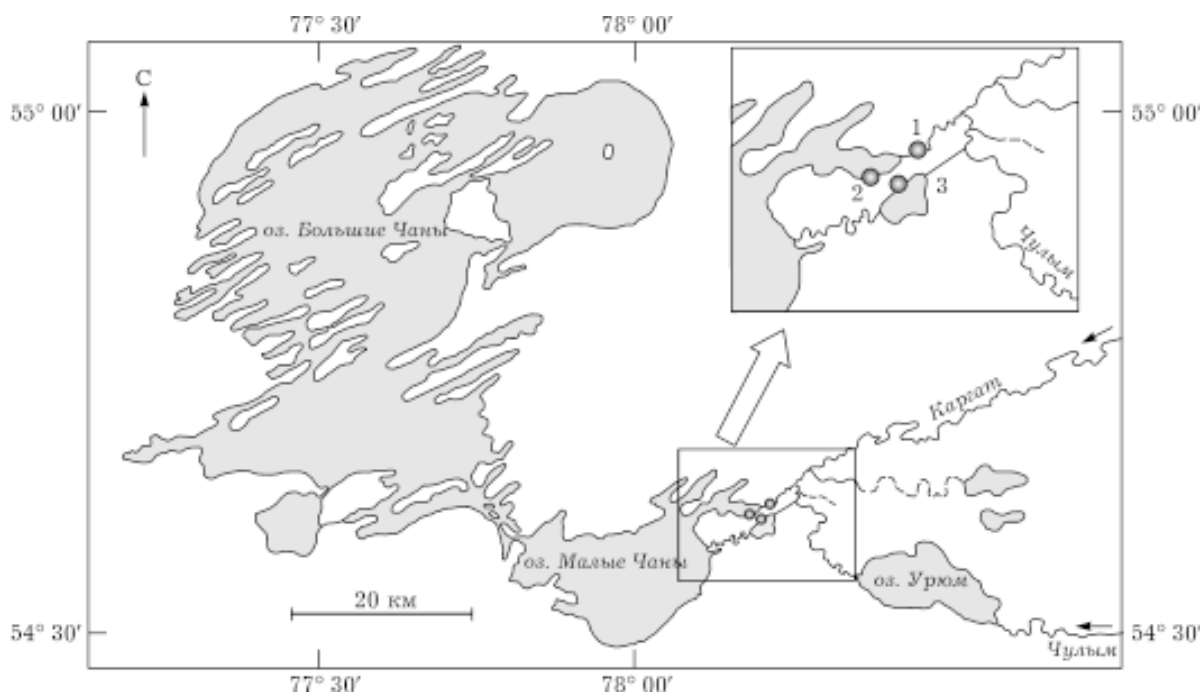 77° 30′
78° 00′
С
55° 00′
55° 00′
1
2
3
Чулым
оз. Большие Чаны
Каргат
оз. Малые Чаны
оз. Урюм
20 км
54° 30′
54° 30′
Чулым
77° 30′
78° 00′